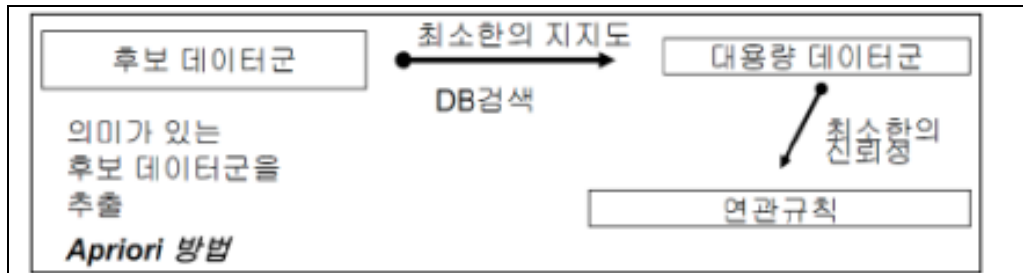 후보 데이터군
최소한의 지지도
DB검색
대용량 데이터군
최소한의
신뢰성
연관규칙
의미가 있는
후보 데이터군을
추출
Apriori 방법